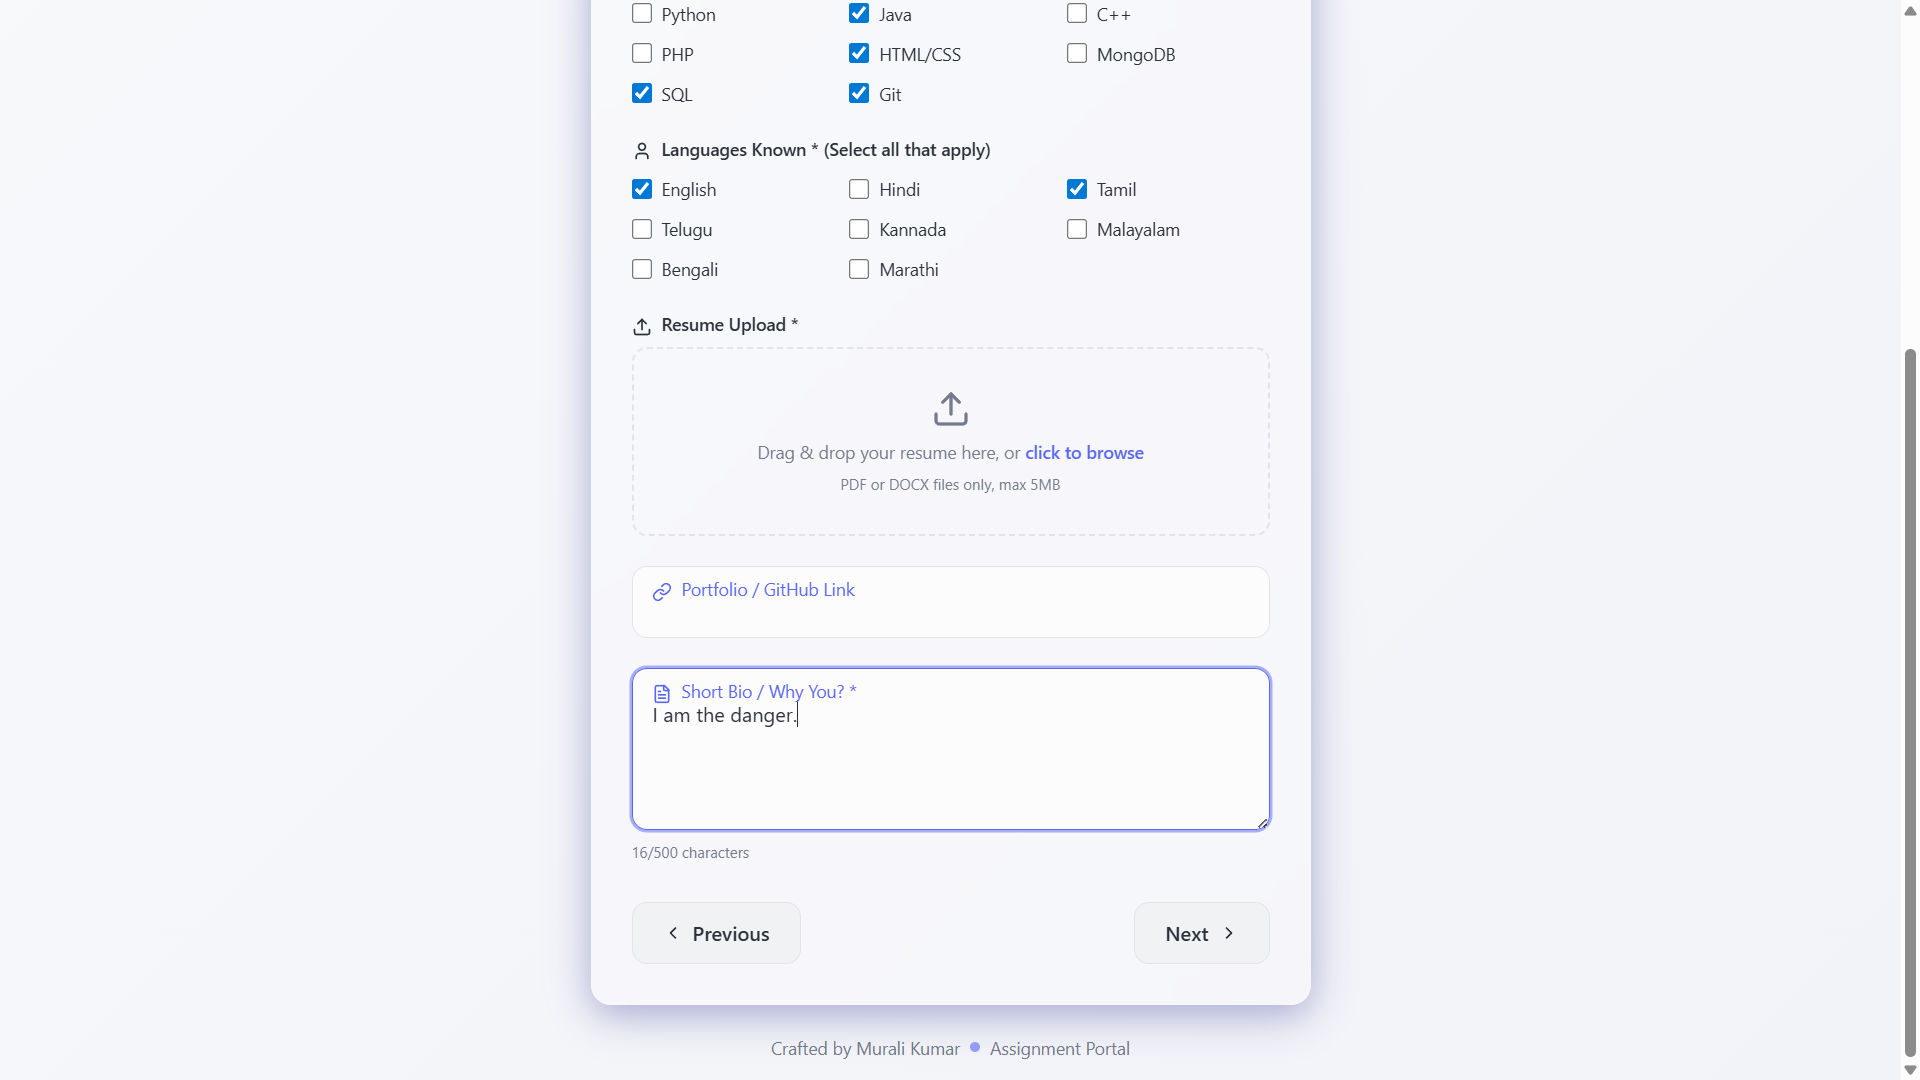 Python Java C++
PHP HTML/CSS MongoDB
SQL Git
Languages Known * (Select all that apply)
English Hindi Tamil
Telugu Kannada Malayalam
Bengali Marathi
Resume Upload *
Drag & drop your resume here, or click to browse
PDF or DOCX files only, max 5MB
Portfolio / GitHub Link
Short Bio / Why You? *
I am the danger.
16/500 characters
Previous Next
Crafted by Murali Kumar Assignment Portal